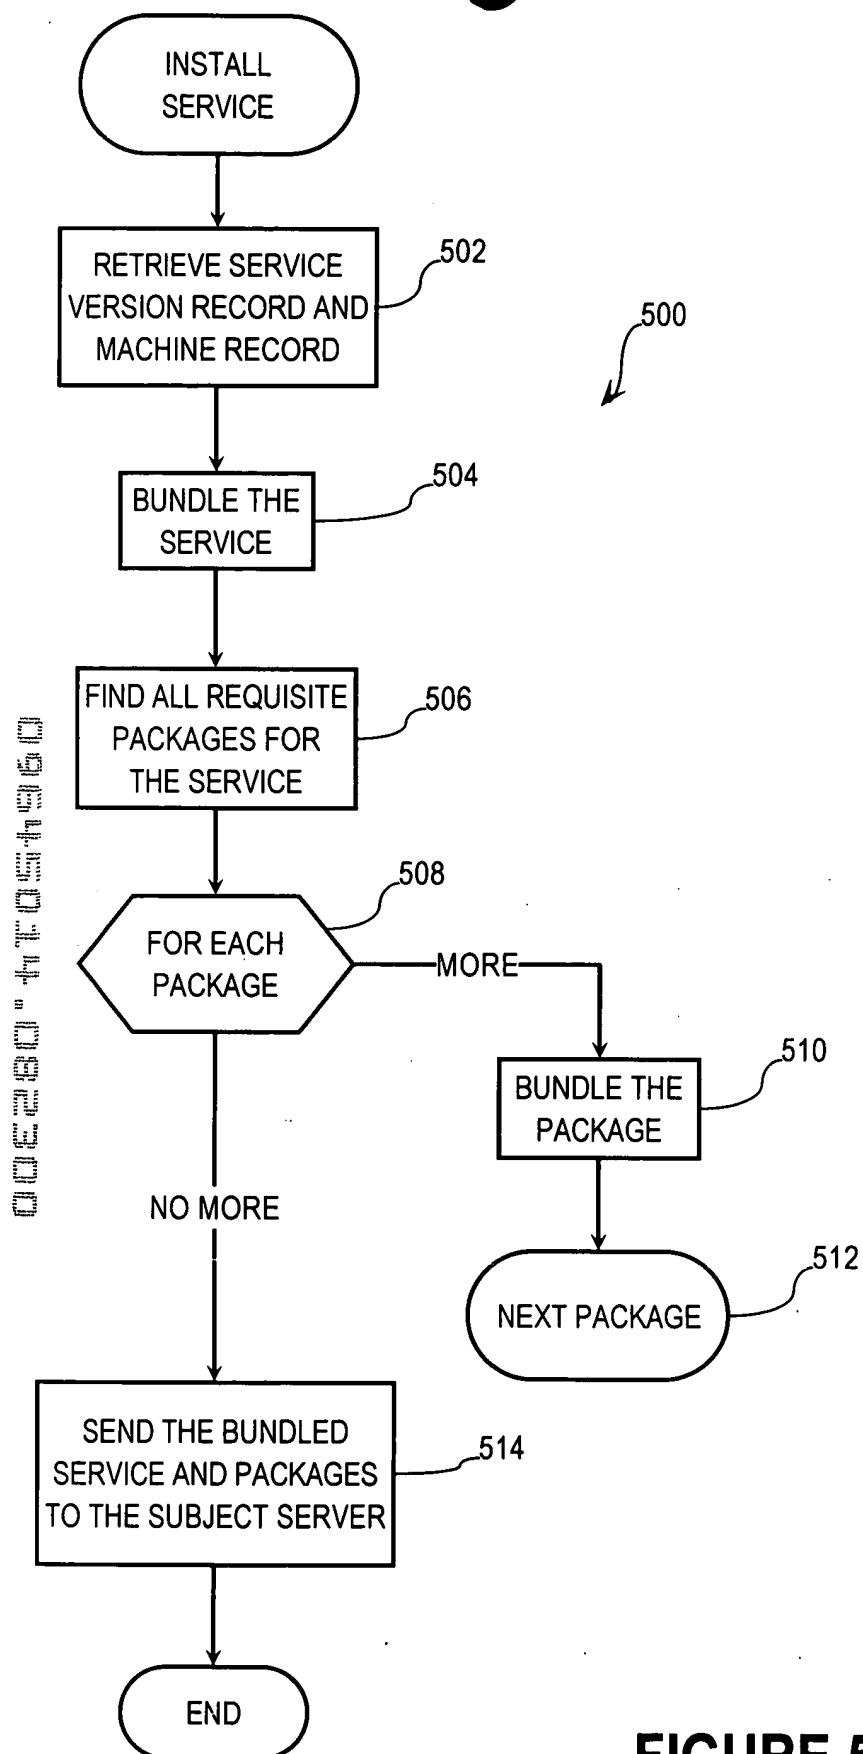 INSTALL
SERVICE
RETRIEVE SERVICE
VERSION RECORD AND
MACHINE RECORD
502
500
BUNDLE THE
SERVICE
504
FIND ALL REQUISITE
PACKAGES FOR
THE SERVICE
506
FOR EACH
PACKAGE
508
MORE
BUNDLE THE
PACKAGE
510
NO MORE
NEXT PACKAGE
512
SEND THE BUNDLED
SERVICE AND PACKAGES
TO THE SUBJECT SERVER
514
END
FIGURE 5